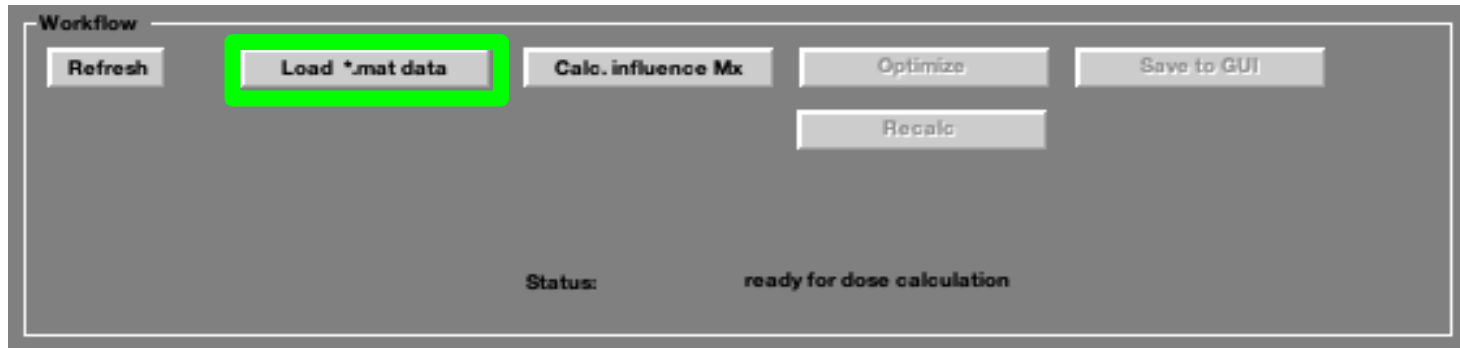 Workflow
Refresh Load *.mat data Calc. influence Mx Optimize Save to GUI
Recalc
Status: ready for dose calculation